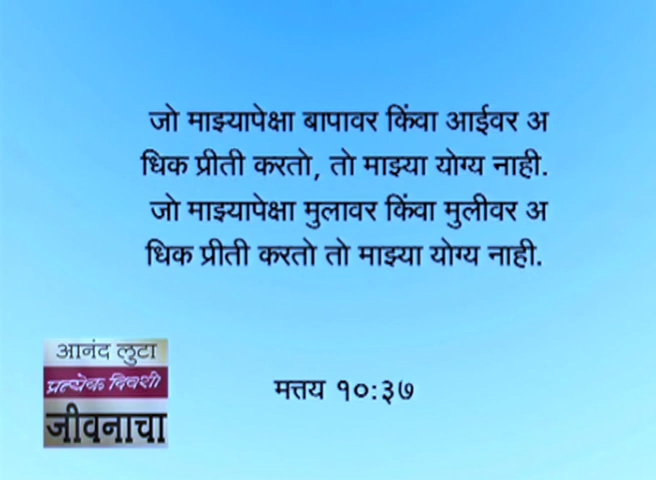 जो माझ्यापेक्षा बापावर किंवा आईवर अ
धिक प्रीती करतो, तो माझ्या योग्य नाही.
जो माझ्यापेक्षा मुलावर किंवा मुलीवर अ
धिक प्रीती करतो तो माझ्या योग्य नाही.
आनंद लुटा
प्रत्येक दिवशी
जीवनाचा
मत्तय १०:३७